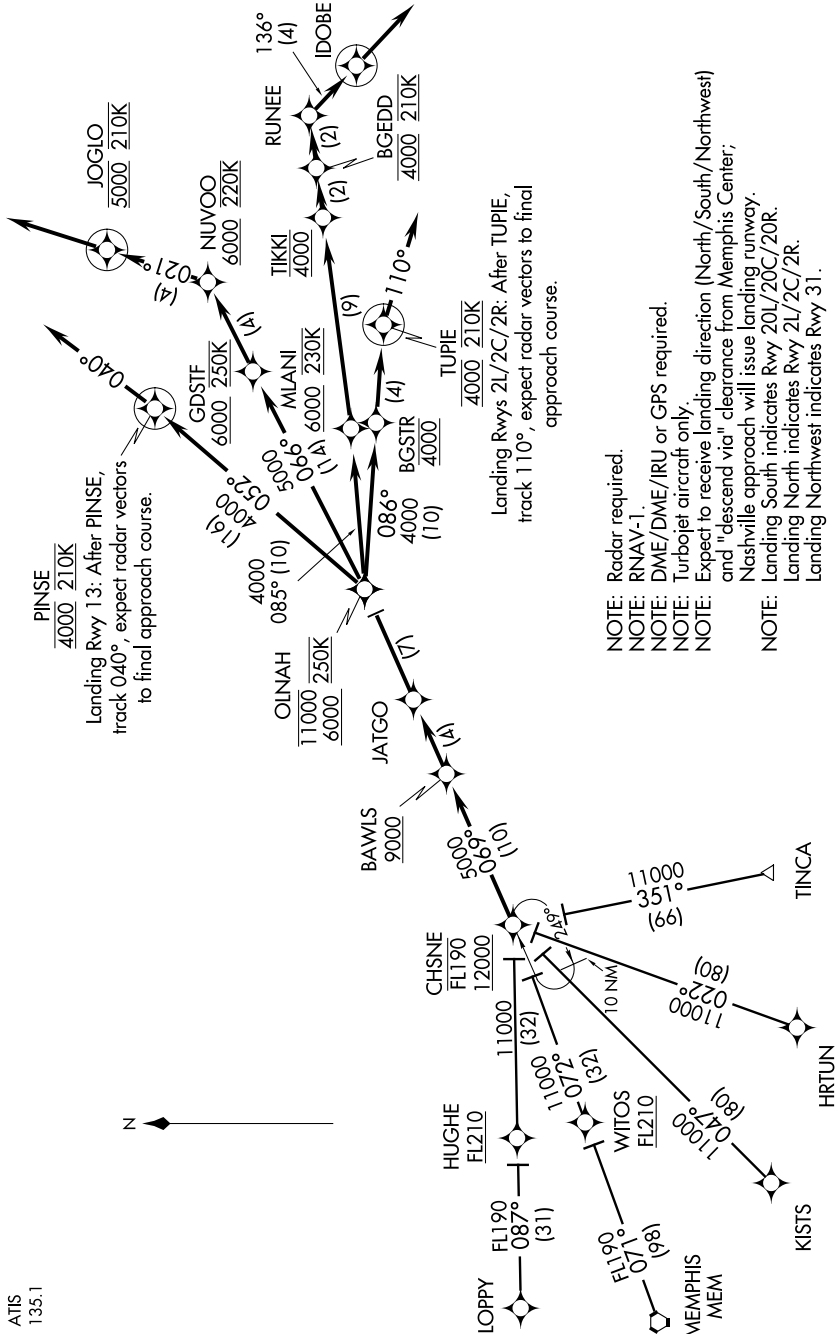 ATIS
135.1
N
PINSE
4000 210K
Landing Rwy 13: After PINSE,
track 040°, expect radar vectors
to final approach course.
040°
JOGLO
5000 210K
021°
(4)
NUVOO
6000 220K
(4)
GDSTF
6000 250K
4000
052°
(16)
5000
066°
(14)
MLANI
6000 230K
TIKKI
4000
(9)
(2)
(2)
RUNEE
136°
(4)
IDOBE
BGEDD
4000 210K
4000
085° (10)
086°
4000
(10)
BGSTR
4000
(4)
110°
TUPIE
4000 210K
Landing Rwys 2L/2C/2R: After TUPIE,
track 110°, expect radar vectors to final
approach course.
OLNAH
11000 250K
6000
(7)
JATGO
(4)
BAWLS
9000
5000
069°
(10)
CHSNE
FL190
12000
249°
10 NM
11000
(32)
HUGHE
FL210
FL190
087°
(31)
LOPPY
11000
072°
(32)
WITOS
FL210
FL190
071°
(98)
MEMPHIS
MEM
11000
047°
(80)
KISTS
11000
022°
(80)
HRTUN
11000
351°
(66)
TINCA
NOTE: Radar required.
NOTE: RNAV-1.
NOTE: DME/DME/IRU or GPS required.
NOTE: Turbojet aircraft only.
NOTE: Expect to receive landing direction (North/South/Northwest)
and "descend via" clearance from Memphis Center;
Nashville approach will issue landing runway.
NOTE: Landing South indicates Rwy 20L/20C/20R.
Landing North indicates Rwy 2L/2C/2R.
Landing Northwest indicates Rwy 31.